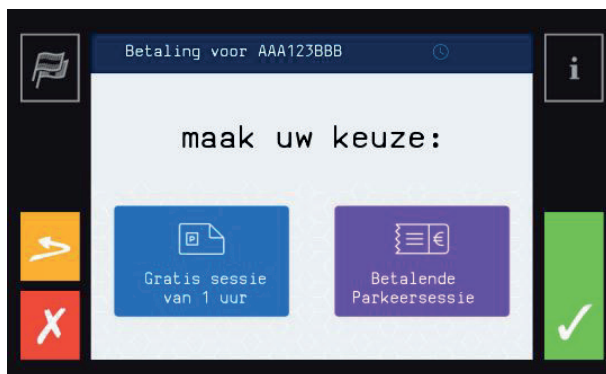 Betaling voor AAA123BBB
i
maak uw keuze:
P
€
Gratis sessie
van 1 uur
Betalende
Parkeersessie